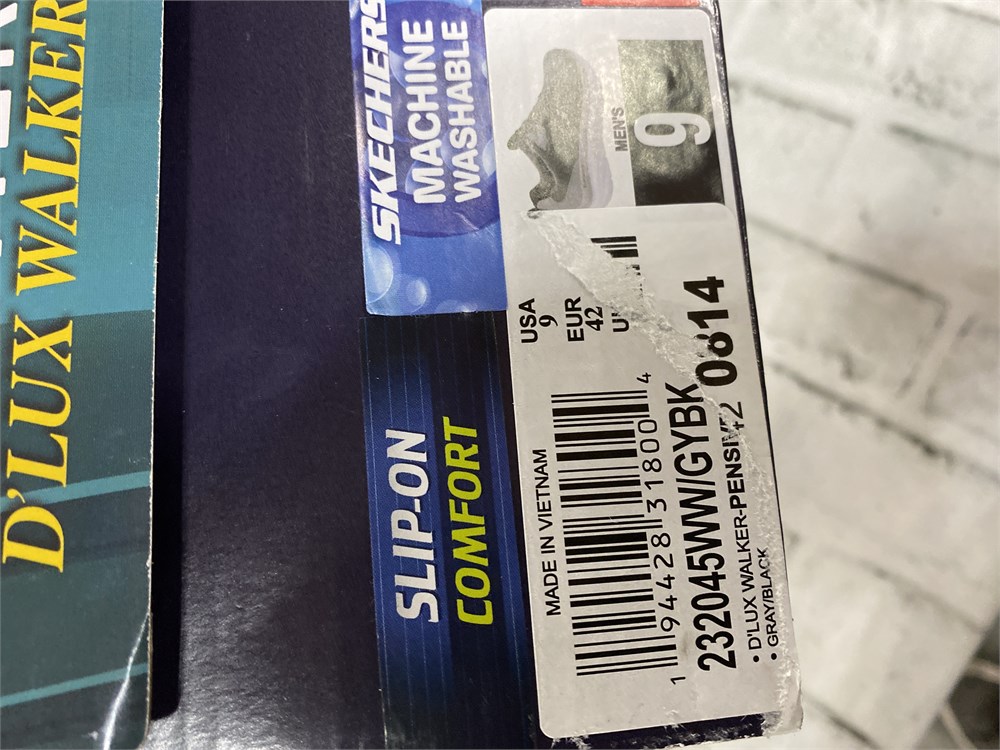 D'LUX WALKER
SKECHERS
MACHINE
WASHABLE
SLIP-ON
COMFORT
MEN'S
9
USA
9
EUR
42
MADE IN VIETNAM
1 94428 31800 4
232045WW/GYBK
0814
• D'LUX WALKER-PENSIVE
• GRAY/BLACK